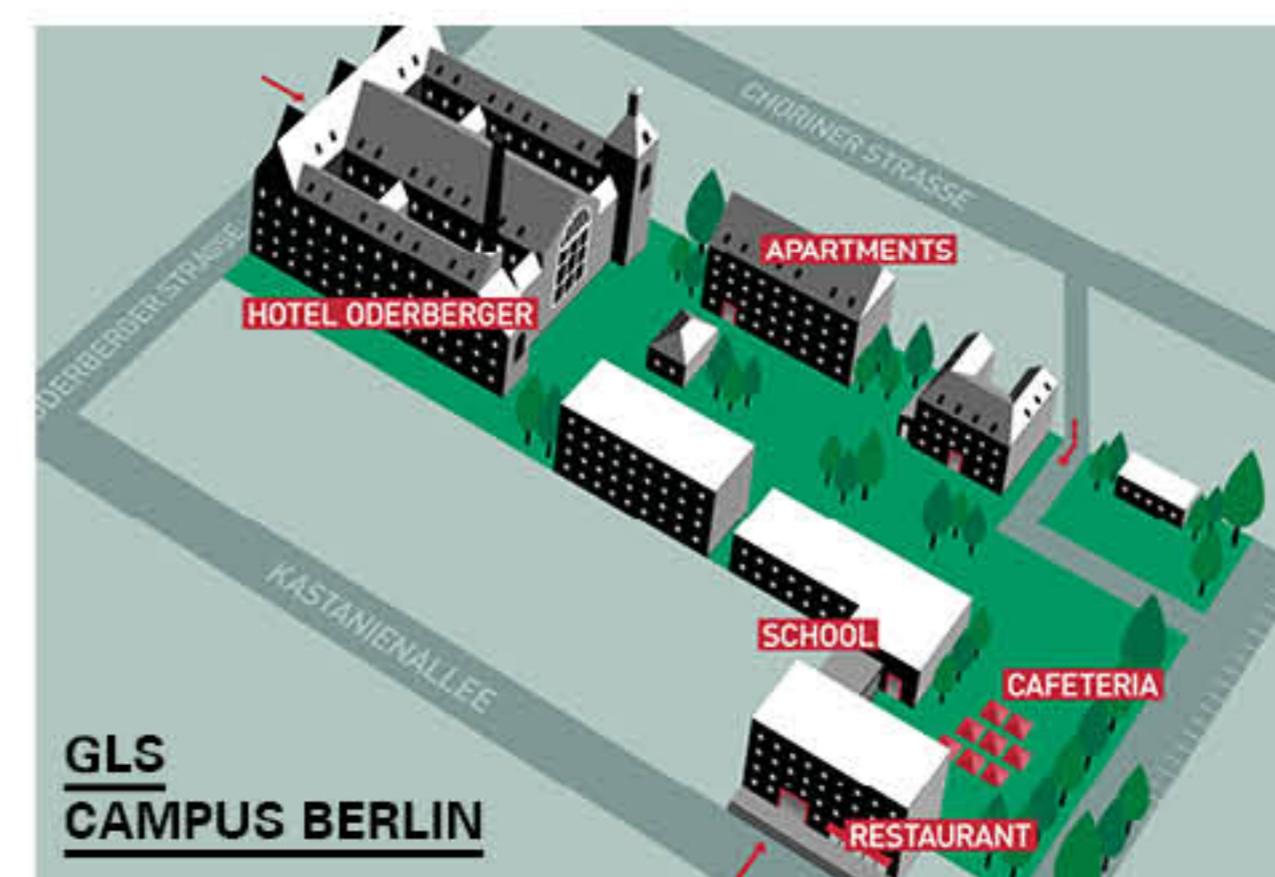 CHORINER STRASSE
APARTMENTS
ODERBERGER STRASSE
HOTEL ODERBERGER
KASTANIENALLEE
SCHOOL
CAFETERIA
RESTAURANT
GLS
CAMPUS BERLIN